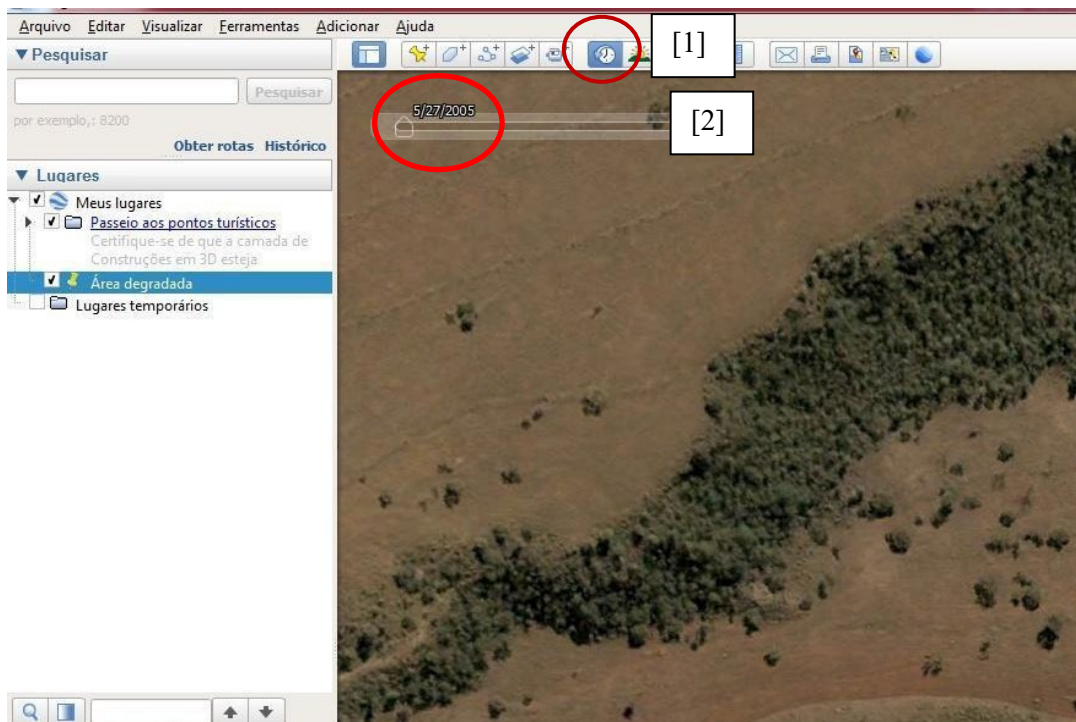 Arquivo Editar Visualizar Ferramentas Adicionar Ajuda
▼ Pesquisar
[1]
Pesquisar
por exemplo,: 8200
5/27/2005
[2]
Obter rotas Histórico
▼ Lugares
Meus lugares
Passeio aos pontos turísticos
Certifique-se de que a camada de
Construções em 3D esteja
Área degradada
Lugares temporários